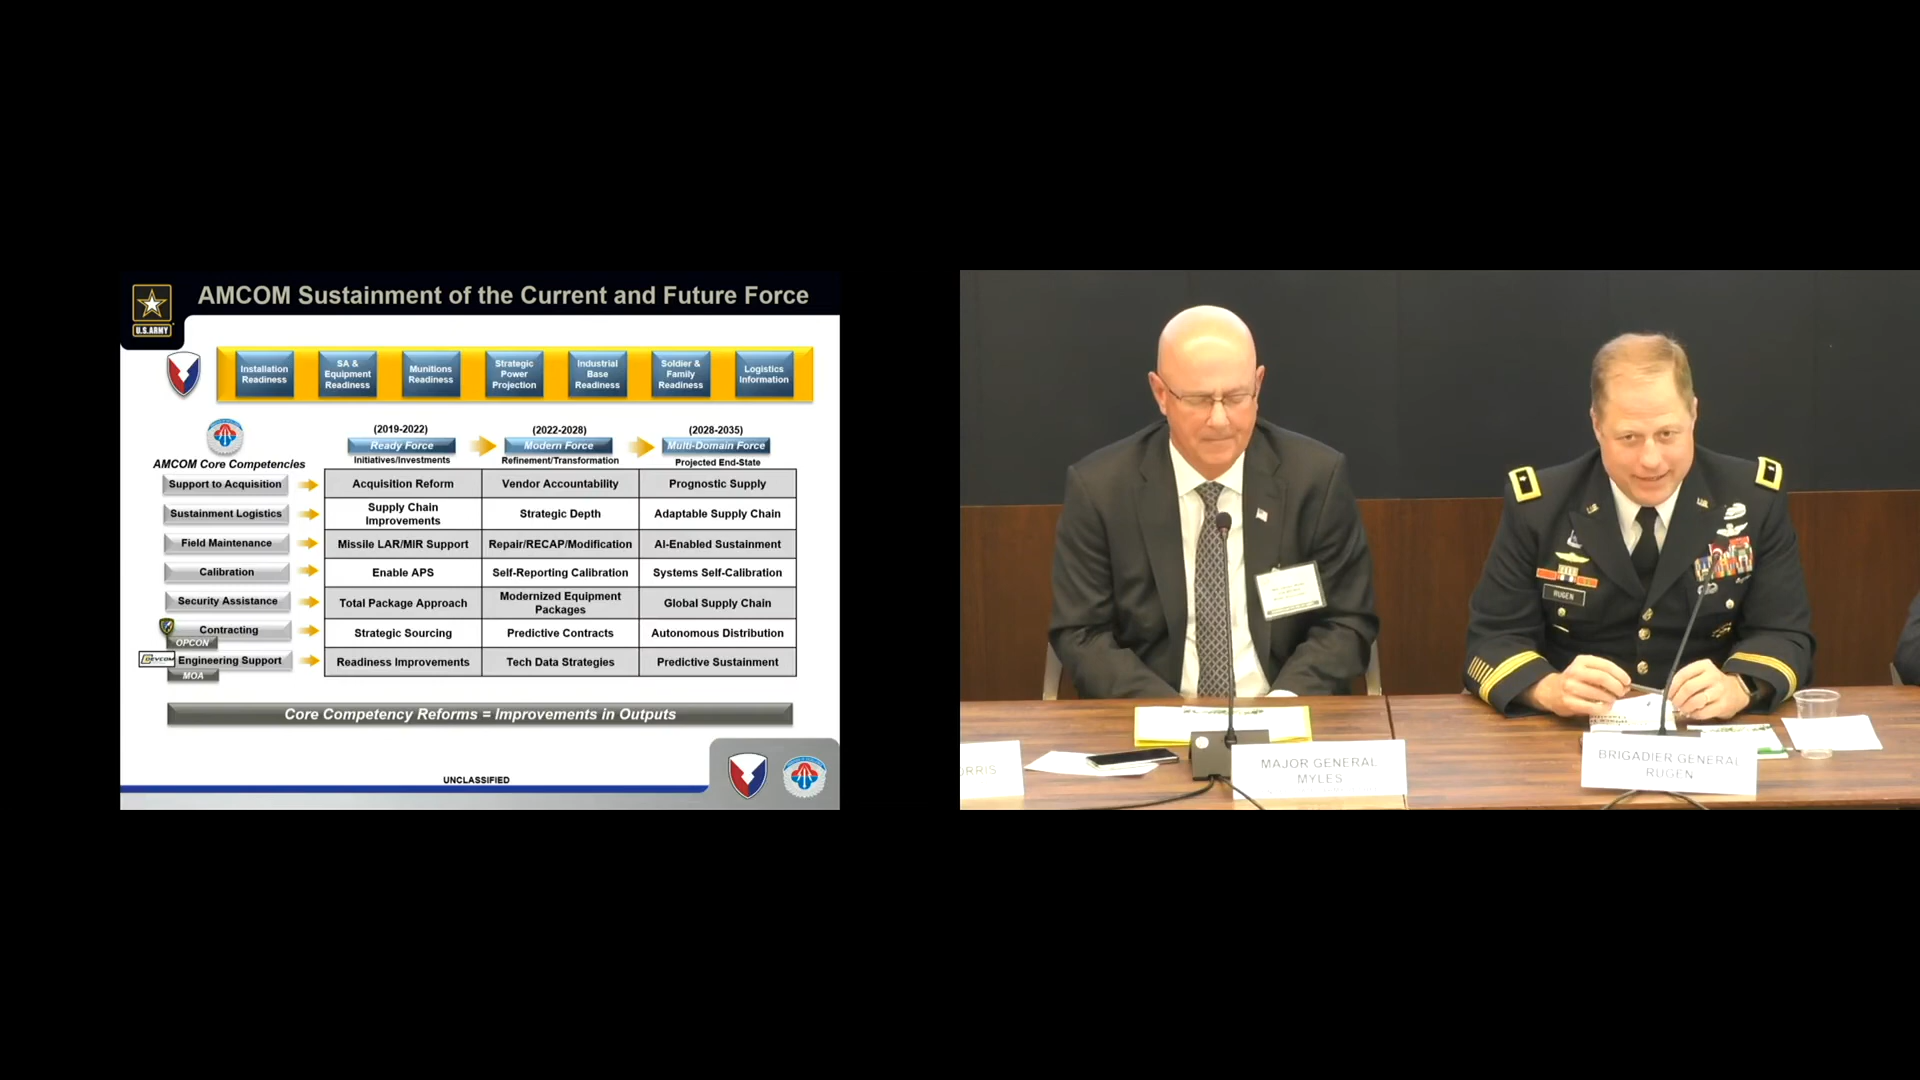 AMCOM Sustainment of the Current and Future Force
U.S.ARMY
Installation
Readiness
SA &
Equipment
Readiness
Munitions
Readiness
Strategic
Power
Projection
Industrial
Base
Readiness
Soldier &
Family
Readiness
Logistics
Information
(2019-2022)
(2022-2028)
(2028-2035)
Ready Force
Modern Force
Multi-Domain Force
AMCOM Core Competencies
Initiatives/Investments
Refinement/Transformation
Projected End-State
Support to Acquisition
Acquisition Reform
Vendor Accountability
Prognostic Supply
Sustainment Logistics
Supply Chain
Improvements
Strategic Depth
Adaptable Supply Chain
Field Maintenance
Missile LAR/MIR Support
Repair/RECAP/Modification
AI-Enabled Sustainment
Calibration
Enable APS
Self-Reporting Calibration
Systems Self-Calibration
Security Assistance
Total Package Approach
Modernized Equipment
Packages
Global Supply Chain
Contracting
OPCON
Strategic Sourcing
Predictive Contracts
Autonomous Distribution
DEVCOM
Engineering Support
MOA
Readiness Improvements
Tech Data Strategies
Predictive Sustainment
Core Competency Reforms = Improvements in Outputs
UNCLASSIFIED
RUGEN
ORRIS
MAJOR GENERAL
MYLES
BRIGADIER GENERAL
RUGEN